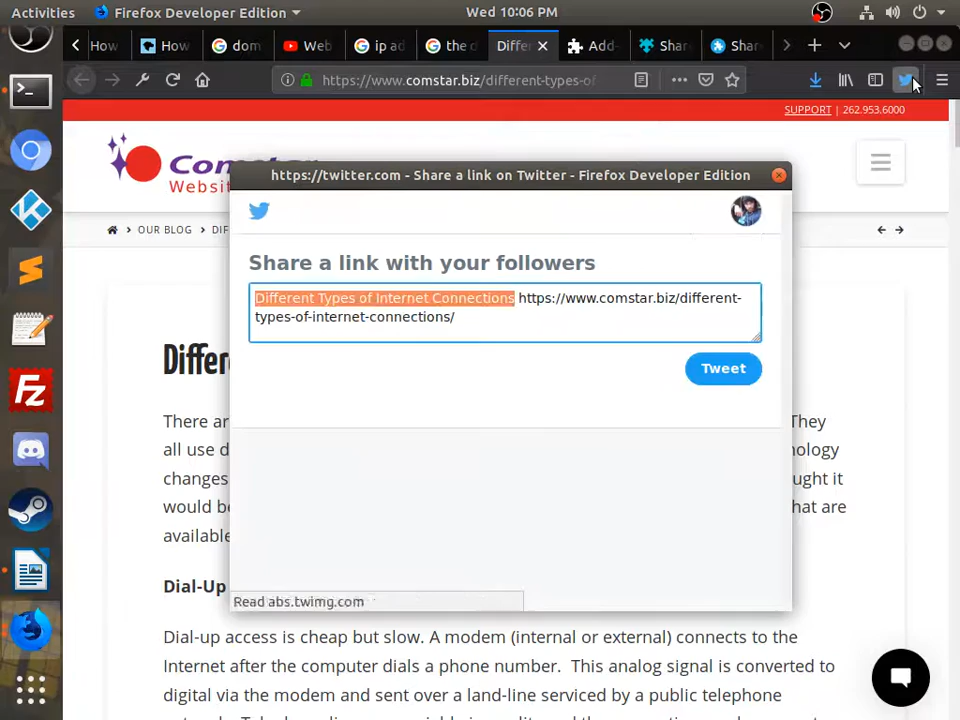 Activities
Firefox Developer Edition
Wed 10:06 PM
How
How
dom
Web
ip ad
the d
Diffe
Add-
Share
Share
https://www.comstar.biz/different-types-of
SUPPORT | 262.953.6000
Comstar
Website
OUR BLOG
DIF
https://twitter.com - Share a link on Twitter - Firefox Developer Edition
Share a link with your followers
Different Types of Internet Connections https://www.comstar.biz/different-
types-of-internet-connections/
Tweet
Differ
There ar
They
all use d
nology
changes
ught it
would be
hat are
available
Read abs.twimg.com
Dial-Up
Dial-up access is cheap but slow. A modem (internal or external) connects to the
Internet after the computer dials a phone number. This analog signal is converted to
digital via the modem and sent over a land-line serviced by a public telephone